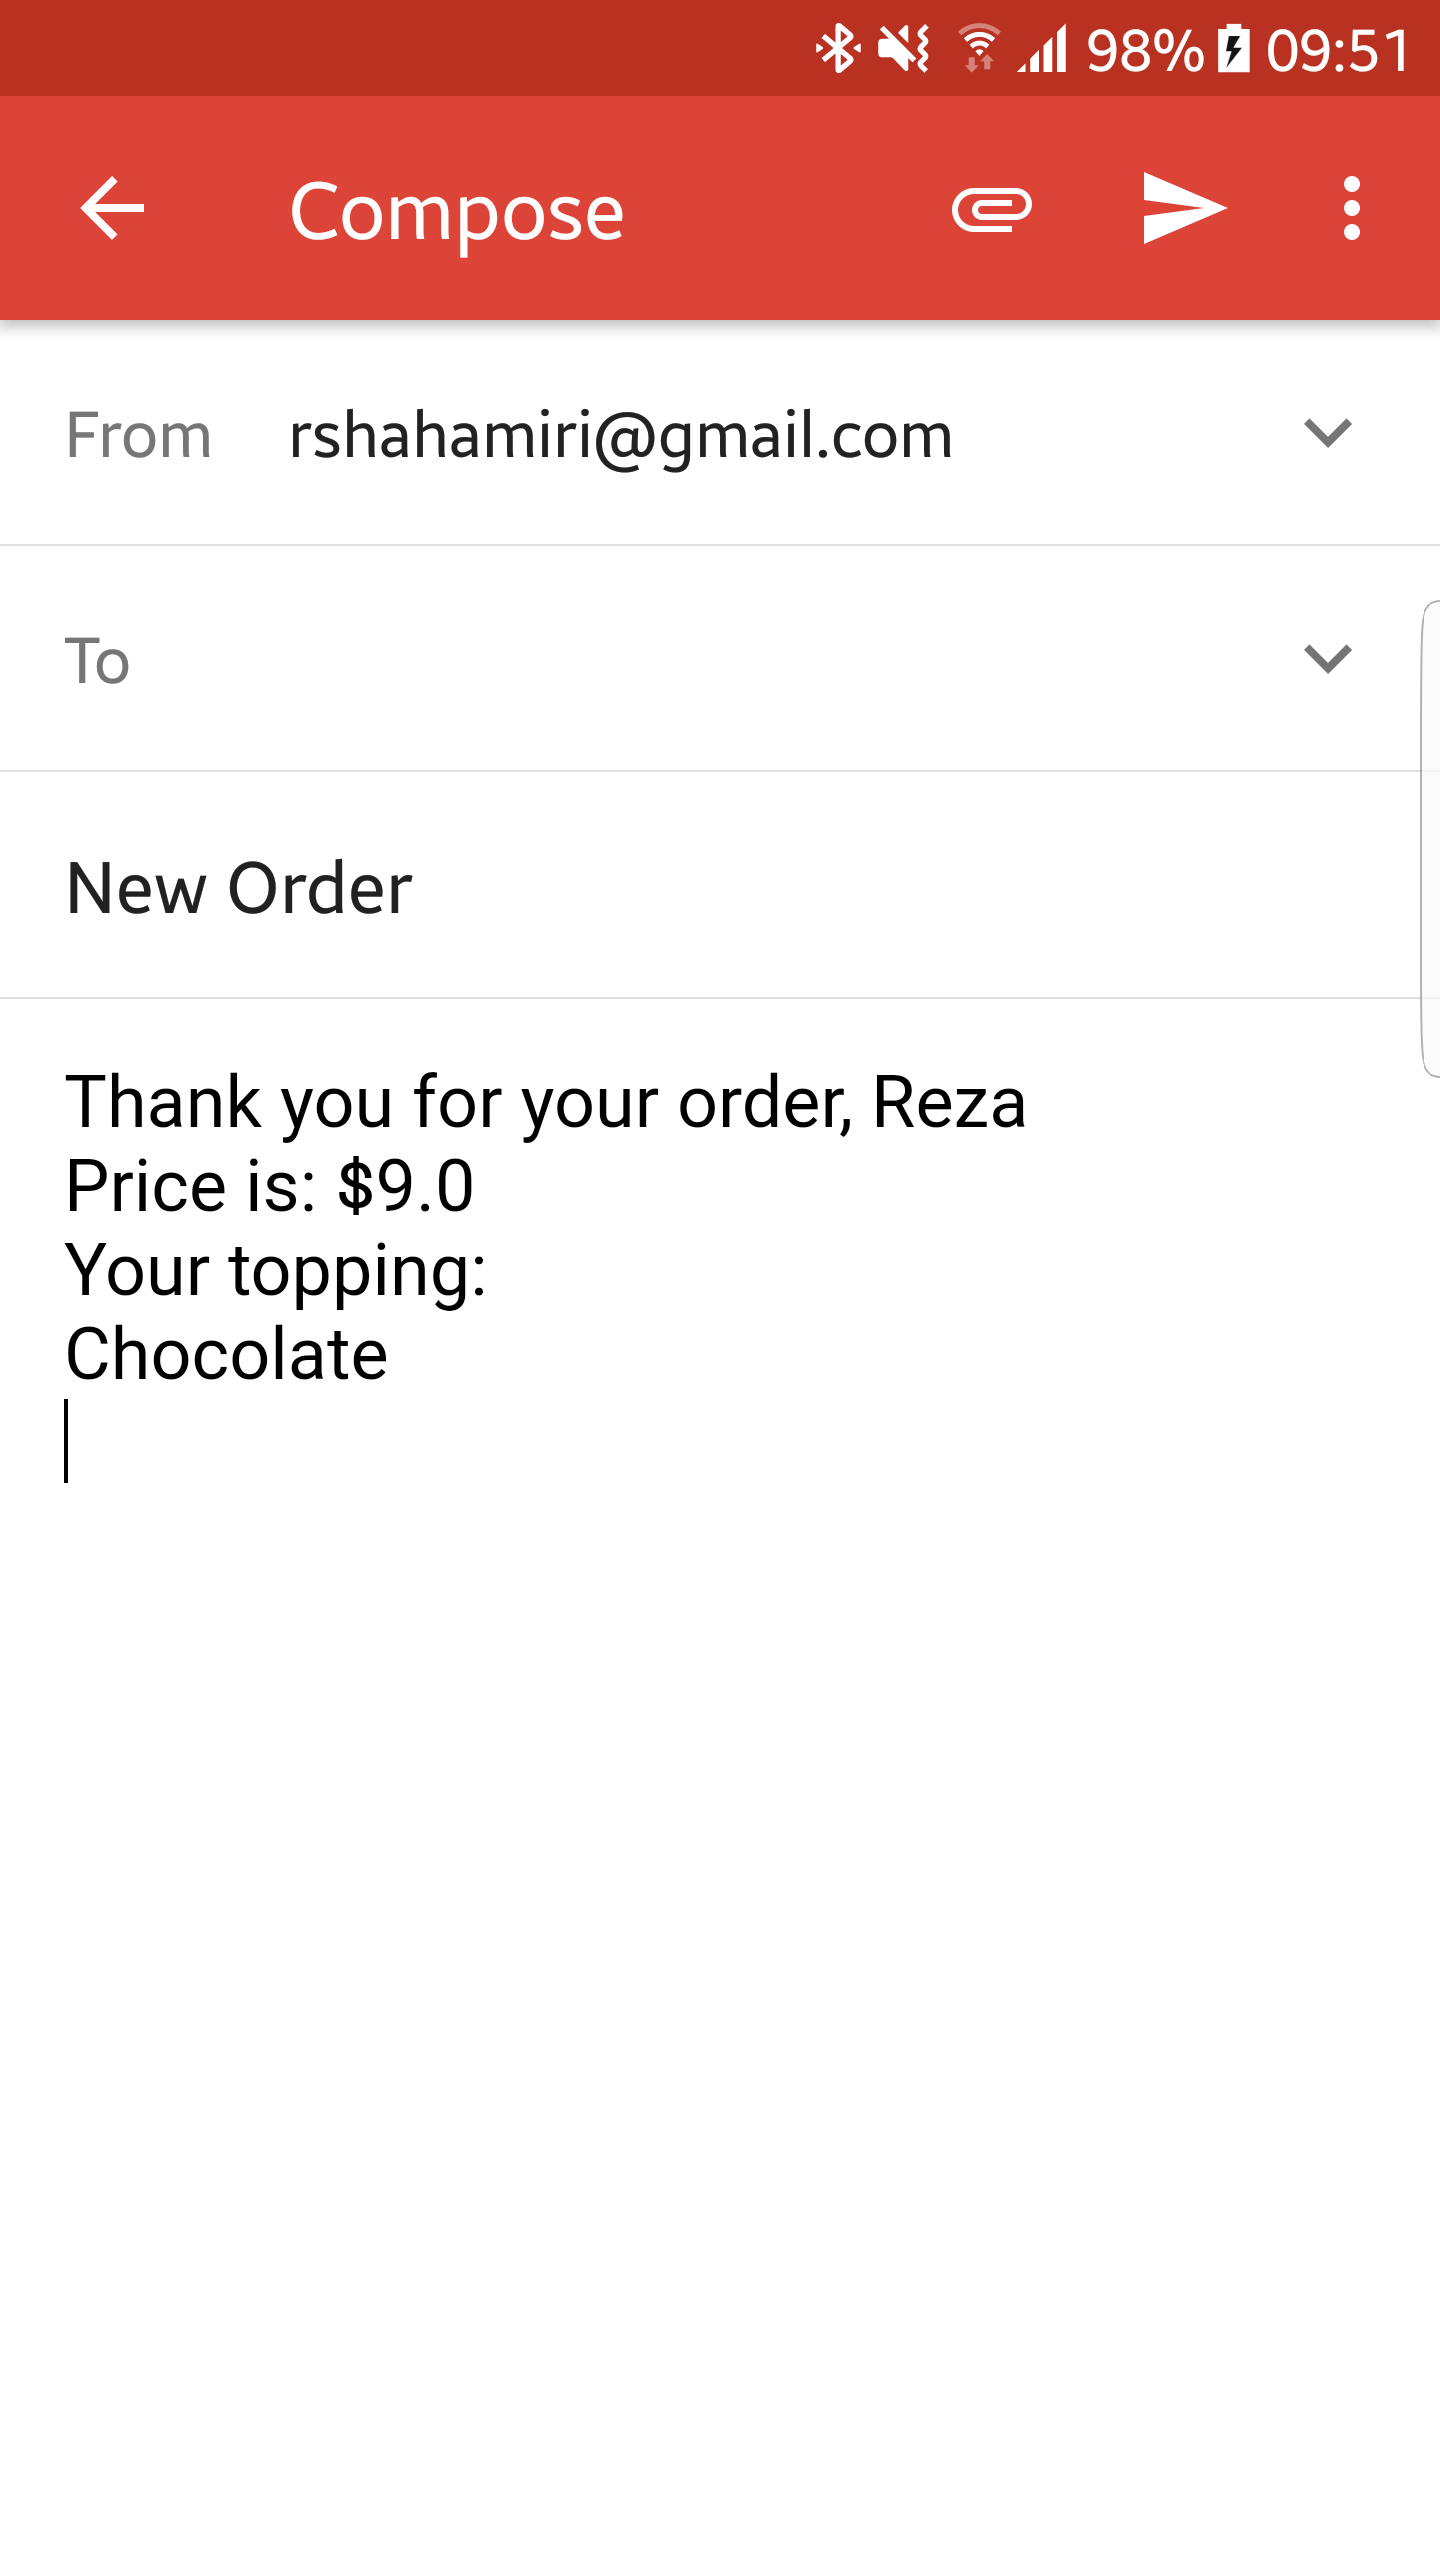 98% 09:51
Compose
From rshahamiri@gmail.com
To
New Order
Thank you for your order, Reza
Price is: $9.0
Your topping:
Chocolate